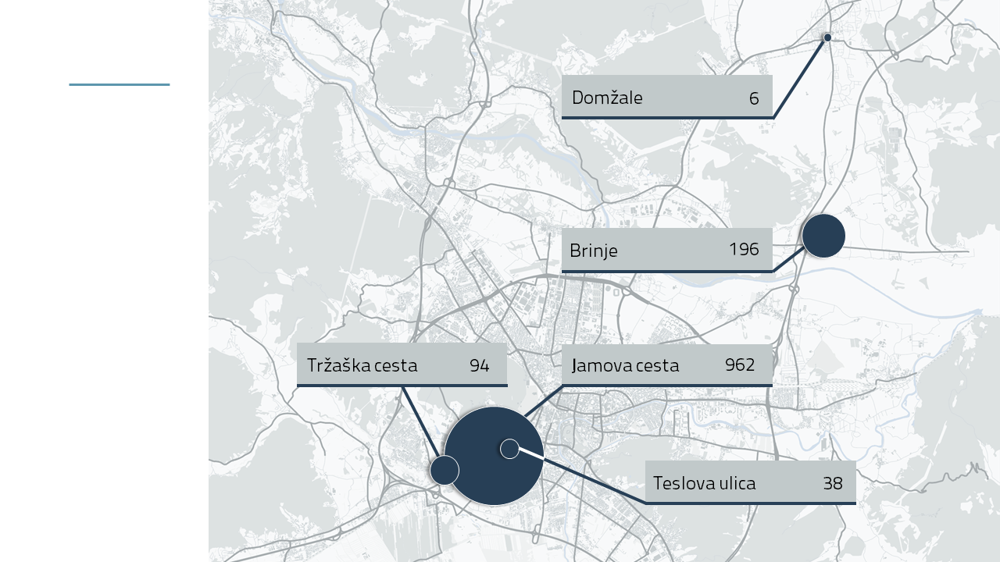 Domžale 6
Brinje 196
Tržaška cesta 94
Jamova cesta 962
Teslova ulica 38